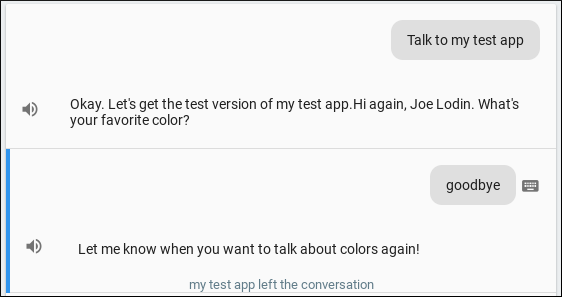 Talk to my test app
Okay. Let's get the test version of my test app.Hi again, Joe Lodin. What's
your favorite color?
goodbye
Let me know when you want to talk about colors again!
my test app left the conversation